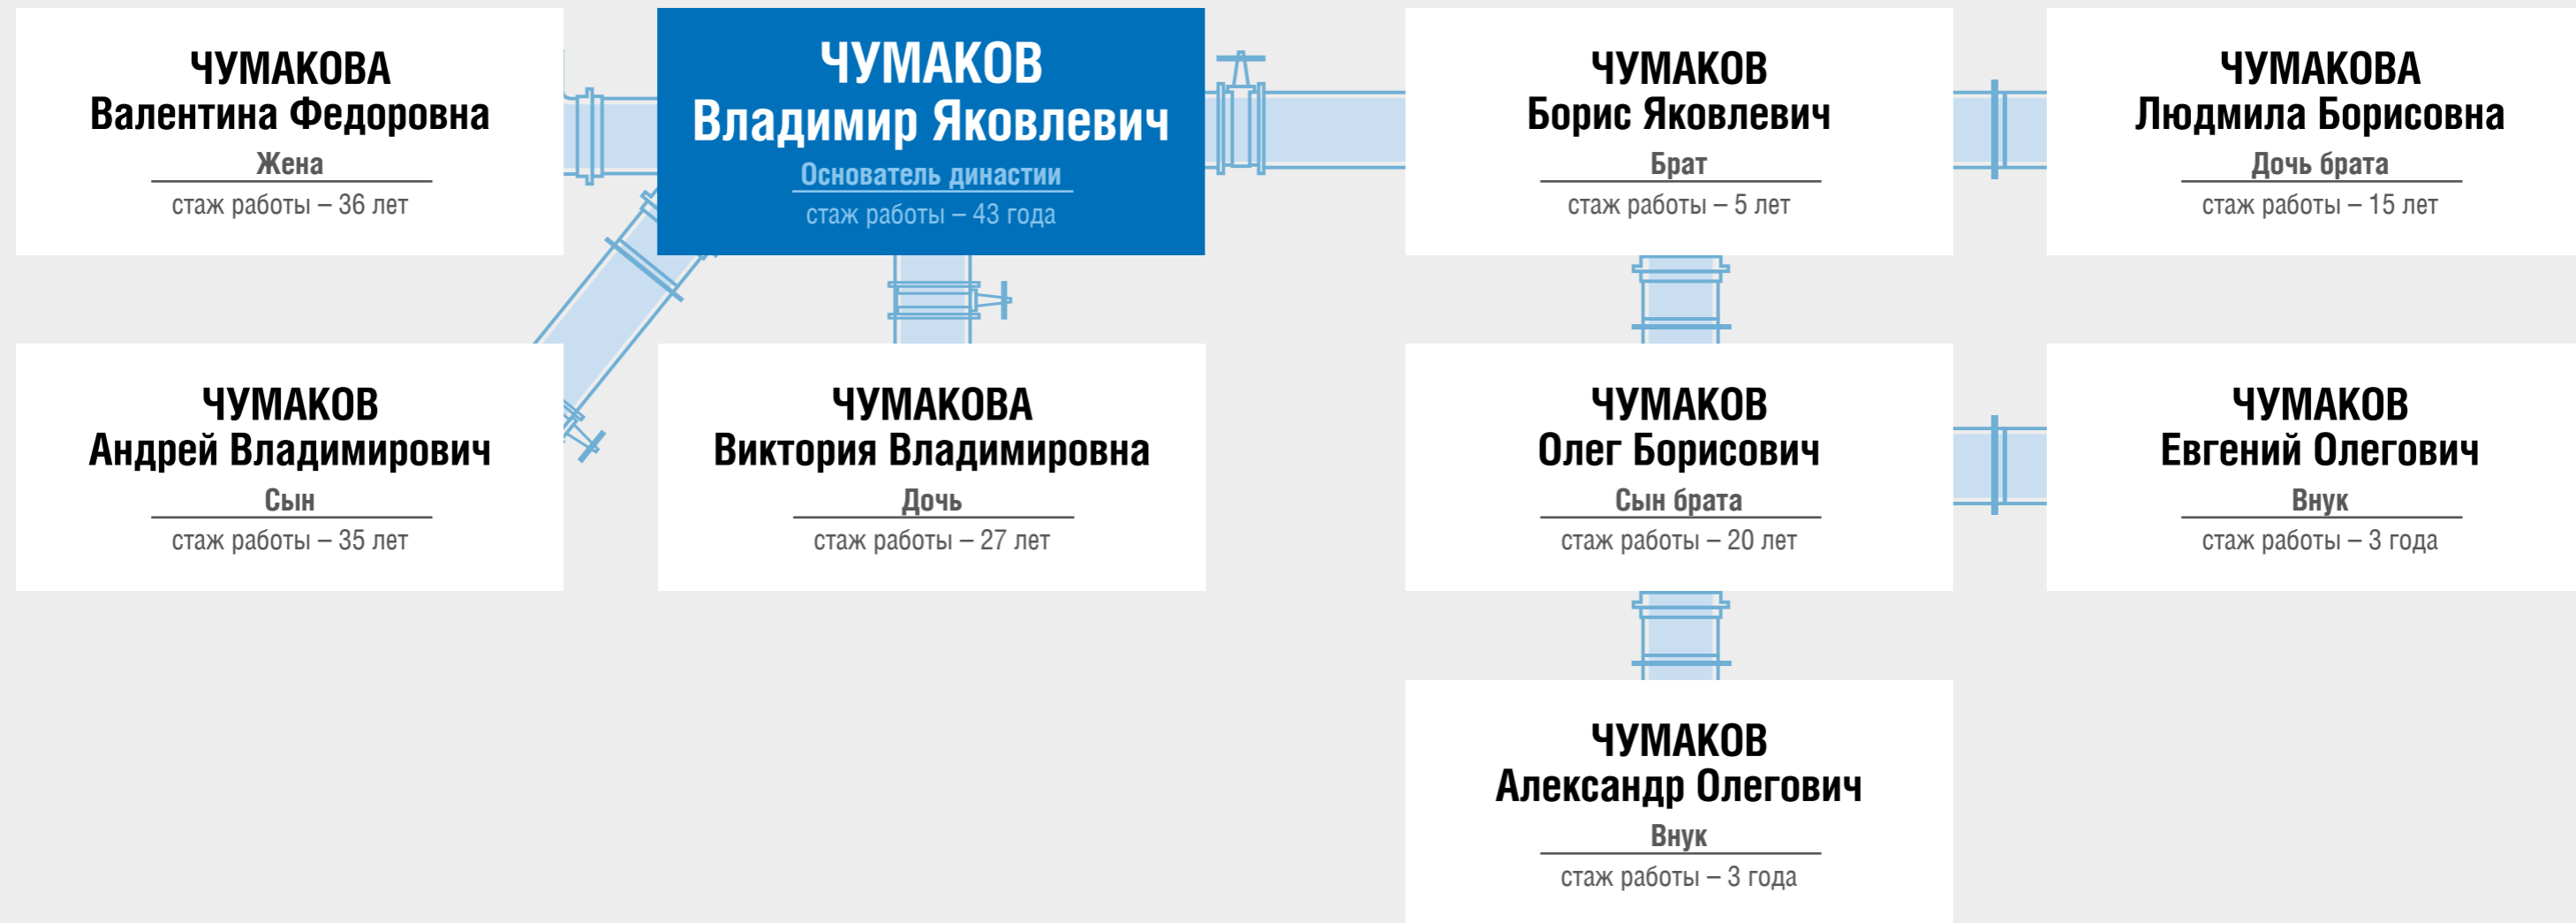 ЧУМАКОВА
Валентина Федоровна
Жена
стаж работы – 36 лет
ЧУМАКОВ
Владимир Яковлевич
Основатель династии
стаж работы – 43 года
ЧУМАКОВ
Борис Яковлевич
Брат
стаж работы – 5 лет
ЧУМАКОВА
Людмила Борисовна
Дочь брата
стаж работы – 15 лет
ЧУМАКОВ
Андрей Владимирович
Сын
стаж работы – 35 лет
ЧУМАКОВА
Виктория Владимировна
Дочь
стаж работы – 27 лет
ЧУМАКОВ
Олег Борисович
Сын брата
стаж работы – 20 лет
ЧУМАКОВ
Евгений Олегович
Внук
стаж работы – 3 года
ЧУМАКОВ
Александр Олегович
Внук
стаж работы – 3 года